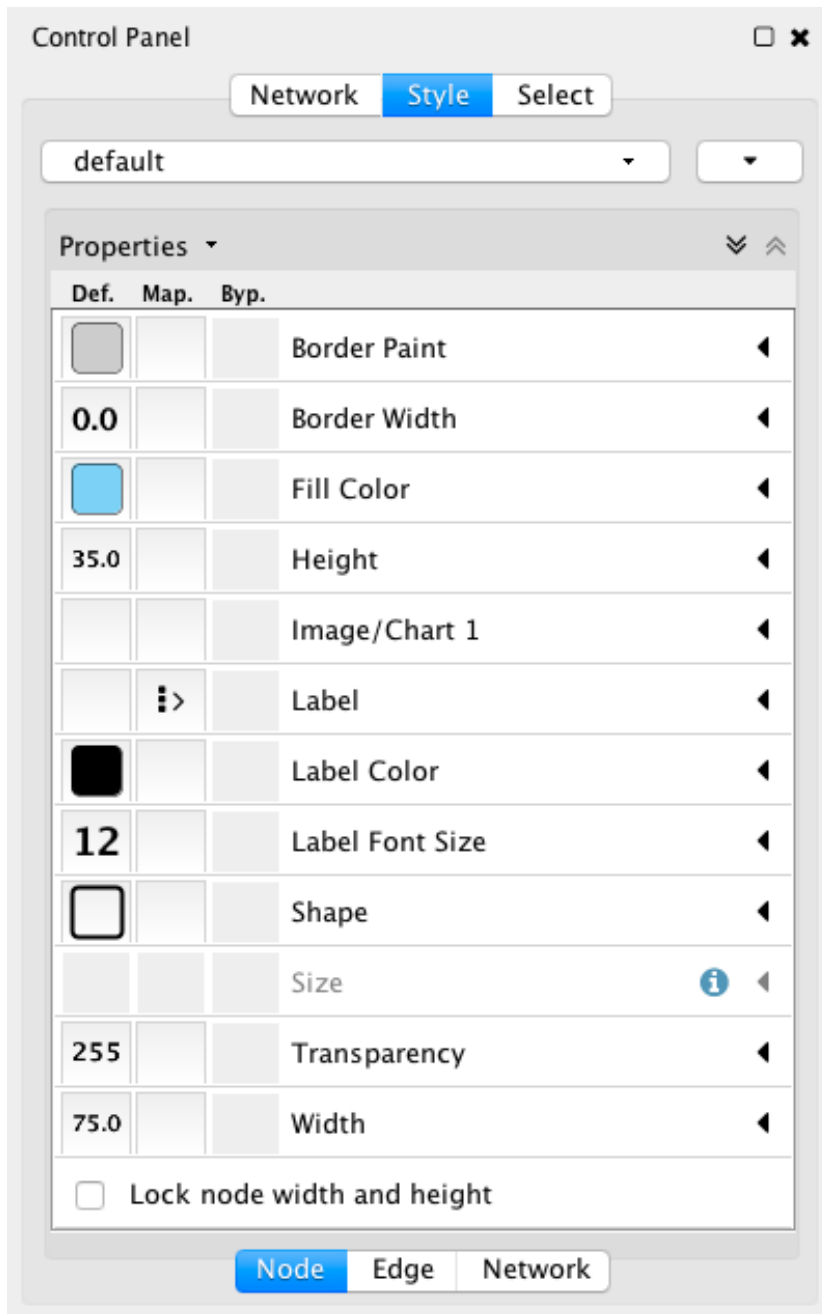 Control Panel
Network Style Select
default
Properties
Def. Map. Byp.
Border Paint
0.0 Border Width
Fill Color
35.0 Height
Image/Chart 1
Label
Label Color
12 Label Font Size
Shape
Size
255 Transparency
75.0 Width
Lock node width and height
Node Edge Network